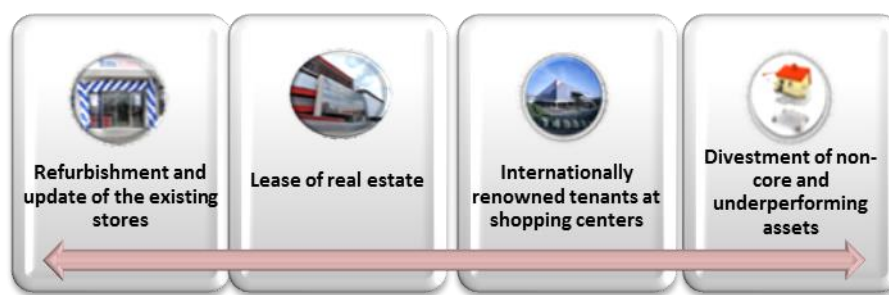 Refurbishment and
update of the existing
stores
Lease of real estate
Internationally
renowned tenants at
shopping centers
Divestment of non-
core and
underperforming
assets